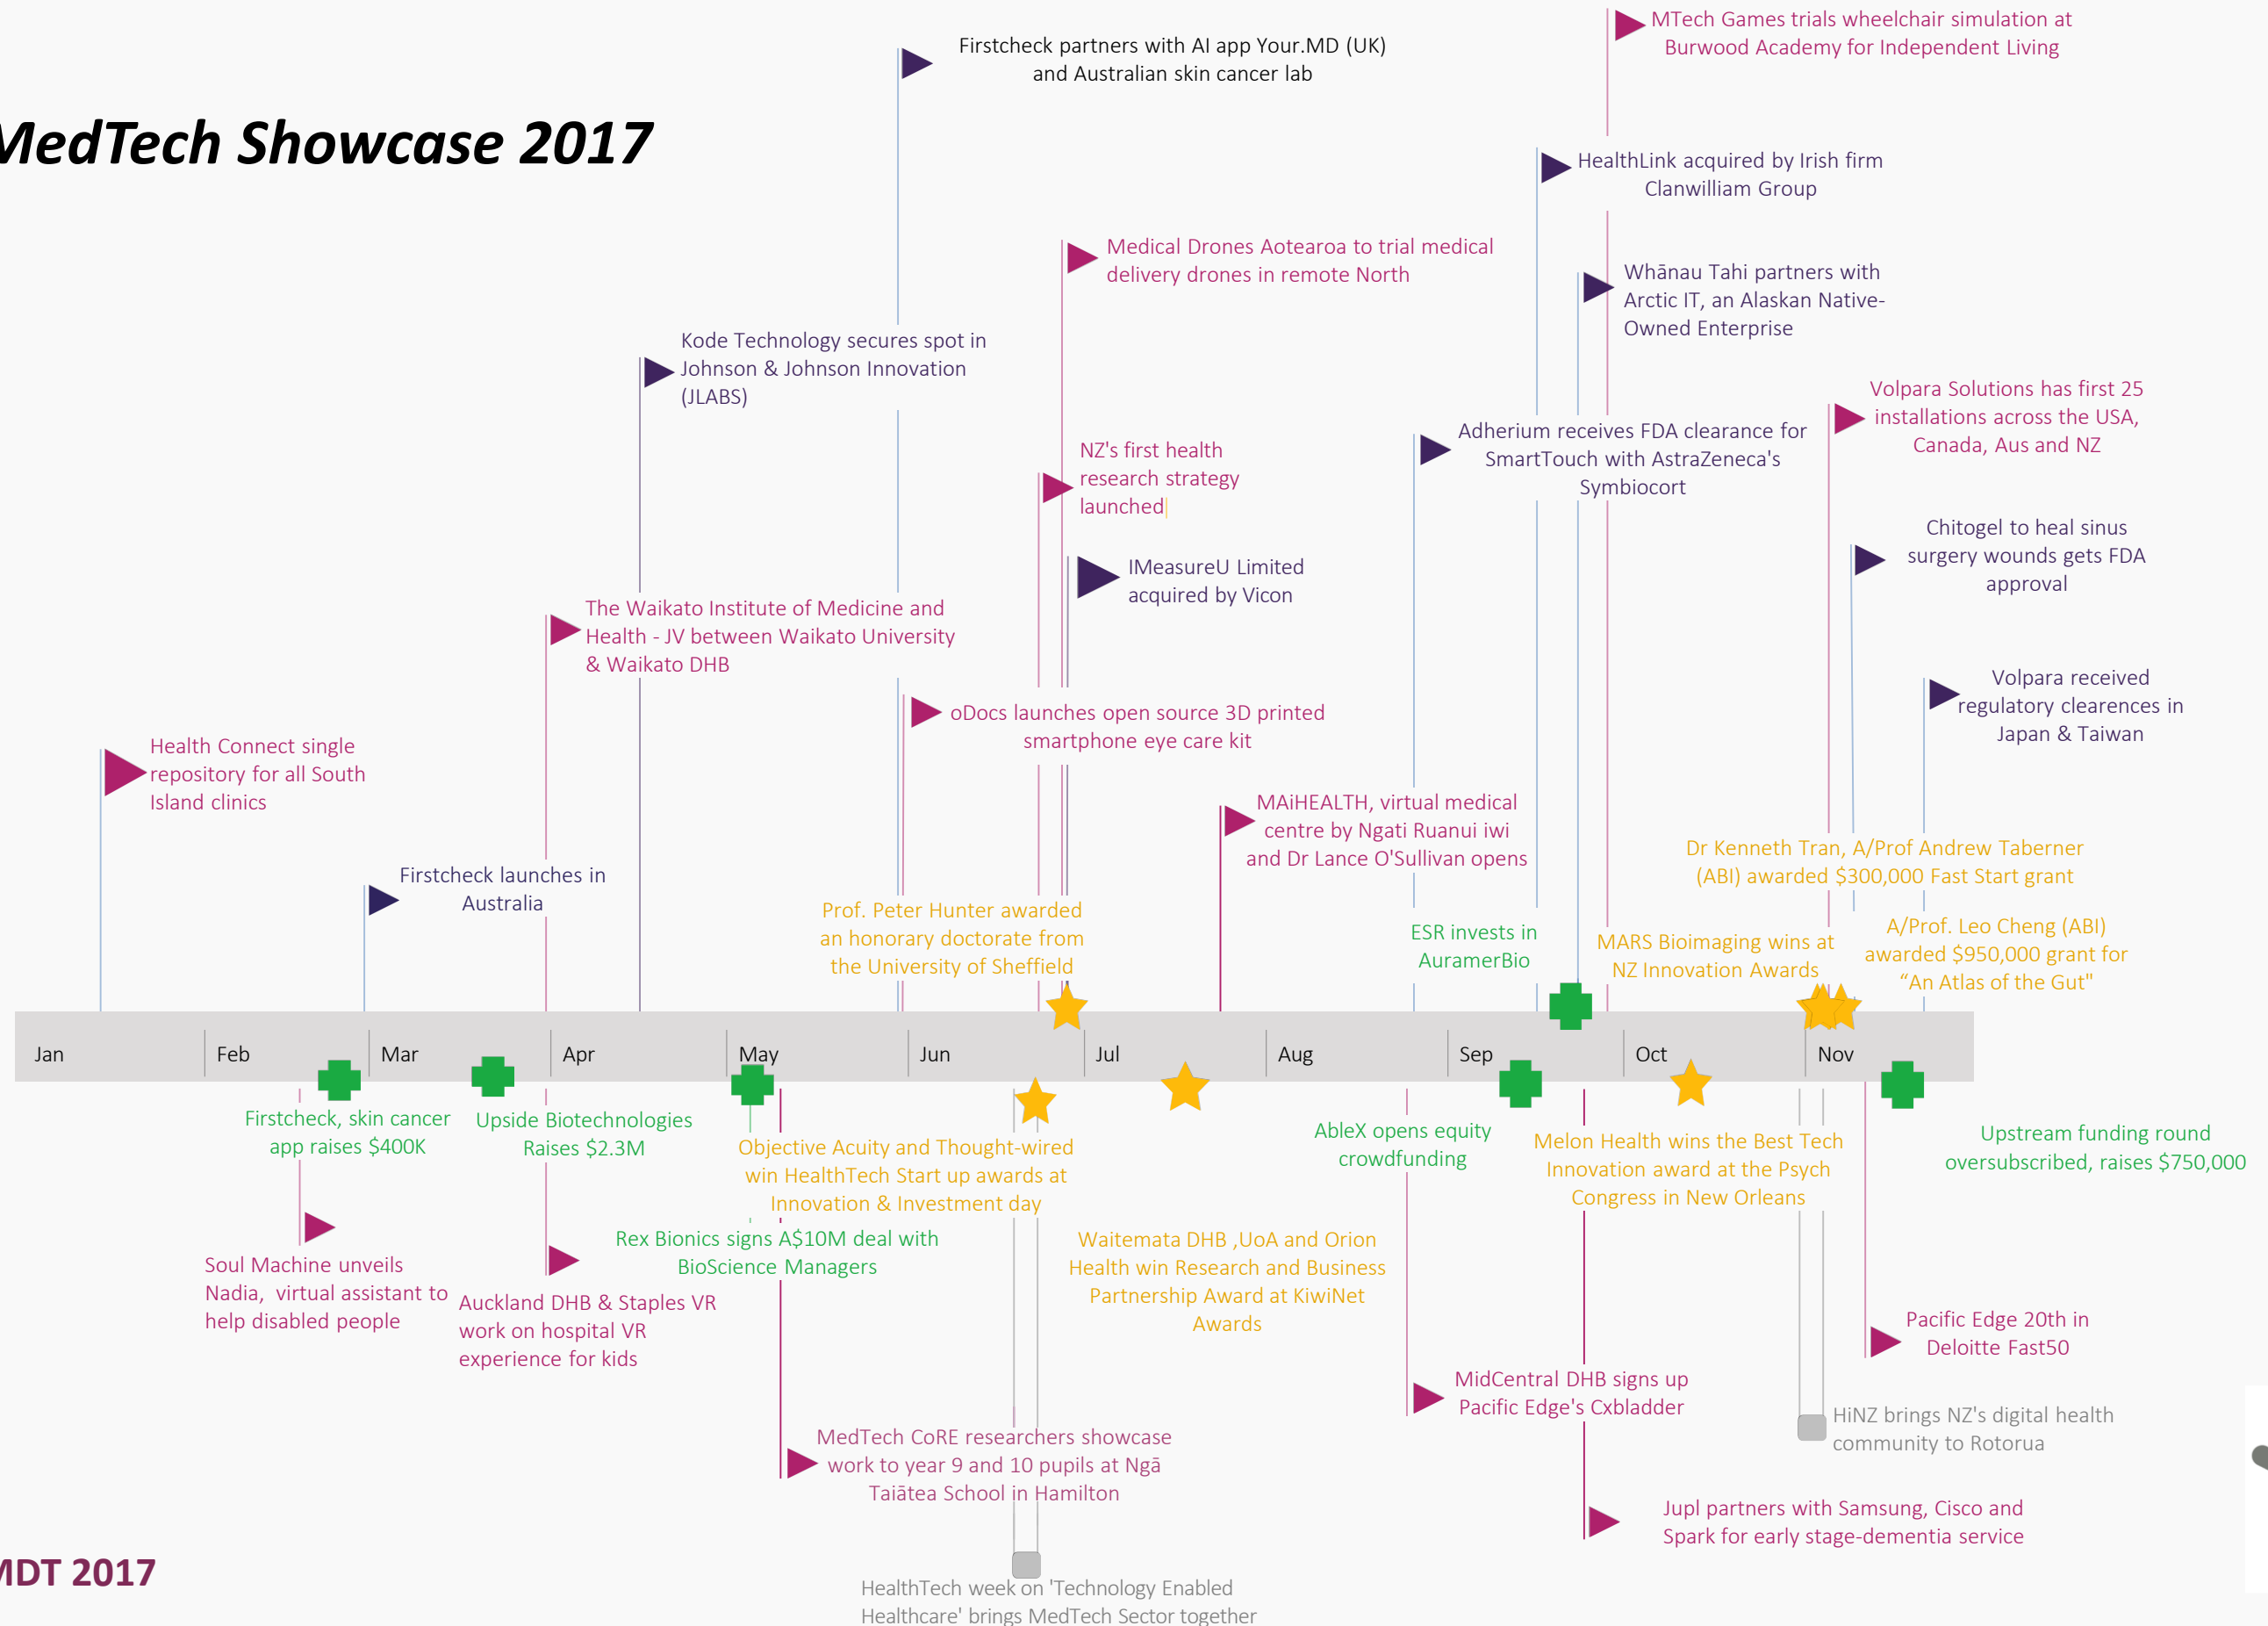 MTech Games trials wheelchair simulation at
Burwood Academy for Independent Living
Firstcheck partners with AI app Your.MD (UK)
and Australian skin cancer lab
MedTech Showcase 2017
HealthLink acquired by Irish firm
Clanwilliam Group
Medical Drones Aotearoa to trial medical
delivery drones in remote North
Whānau Tahi partners with
Arctic IT, an Alaskan Native-
Owned Enterprise
Kode Technology secures spot in
Johnson & Johnson Innovation
(JLABS)
Volpara Solutions has first 25
installations across the USA,
Canada, Aus and NZ
Adherium receives FDA clearance for
SmartTouch with AstraZeneca's
Symbiocort
NZ's first health
research strategy
launched
Chitogel to heal sinus
surgery wounds gets FDA
approval
IMeasureU Limited
acquired by Vicon
The Waikato Institute of Medicine and
Health - JV between Waikato University
& Waikato DHB
Volpara received
regulatory clearences in
Japan & Taiwan
oDocs launches open source 3D printed
smartphone eye care kit
Health Connect single
repository for all South
Island clinics
MAiHEALTH, virtual medical
centre by Ngati Ruanui iwi
and Dr Lance O'Sullivan opens
Dr Kenneth Tran, A/Prof Andrew Taberner
(ABI) awarded $300,000 Fast Start grant
Firstcheck launches in
Australia
Prof. Peter Hunter awarded
an honorary doctorate from
the University of Sheffield
ESR invests in
AuramerBio
MARS Bioimaging wins at
NZ Innovation Awards
A/Prof. Leo Cheng (ABI)
awarded $950,000 grant for
“An Atlas of the Gut"
Jan Feb Mar Apr May Jun Jul Aug Sep Oct Nov
Firstcheck, skin cancer
app raises $400K
Upside Biotechnologies
Raises $2.3M
Objective Acuity and Thought-wired
win HealthTech Start up awards at
Innovation & Investment day
AbleX opens equity
crowdfunding
Melon Health wins the Best Tech
Innovation award at the Psych
Congress in New Orleans
Upstream funding round
oversubscribed, raises $750,000
Rex Bionics signs A$10M deal with
BioScience Managers
Waitemata DHB ,UoA and Orion
Health win Research and Business
Partnership Award at KiwiNet
Awards
Soul Machine unveils
Nadia, virtual assistant to
help disabled people
Auckland DHB & Staples VR
work on hospital VR
experience for kids
Pacific Edge 20th in
Deloitte Fast50
MidCentral DHB signs up
Pacific Edge's Cxbladder
HiNZ brings NZ's digital health
community to Rotorua
MedTech CoRE researchers showcase
work to year 9 and 10 pupils at Ngā
Taiātea School in Hamilton
Jupl partners with Samsung, Cisco and
Spark for early stage-dementia service
MDT 2017
HealthTech week on 'Technology Enabled
Healthcare' brings MedTech Sector together